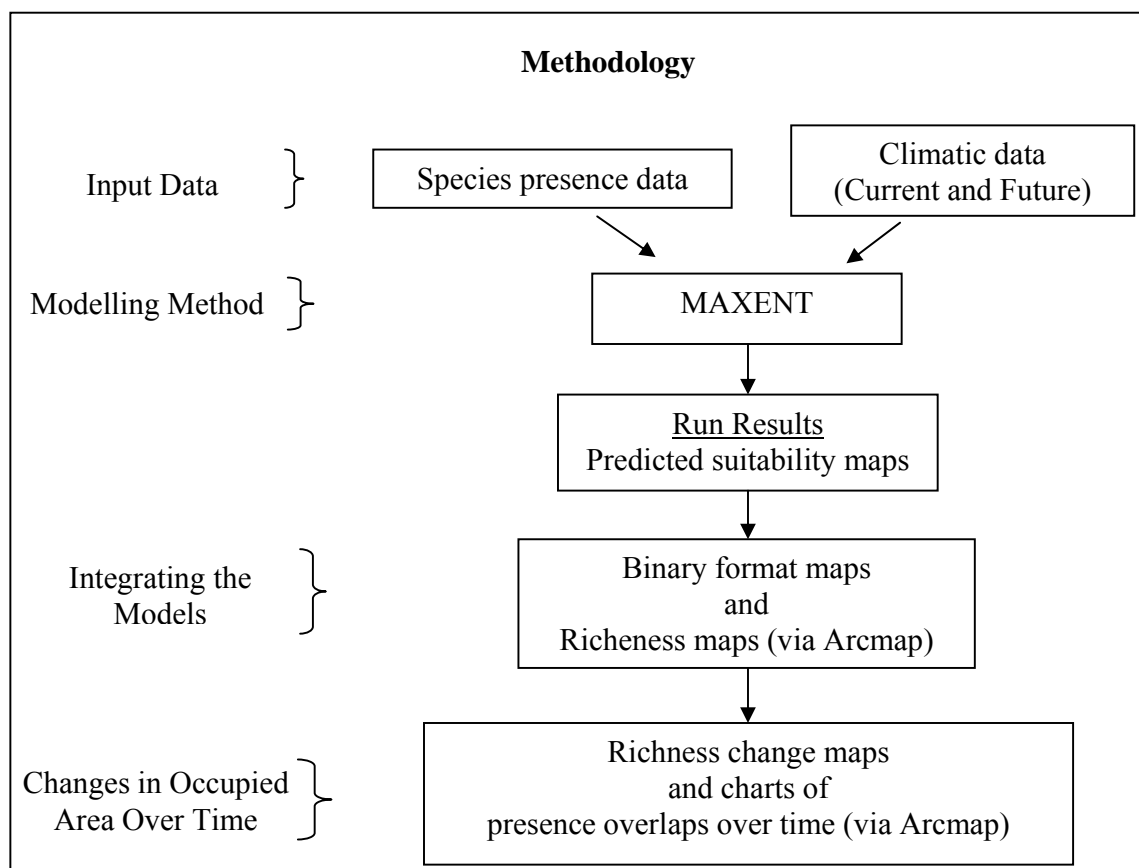 Methodology
Input Data
Species presence data
Climatic data
(Current and Future)
Modelling Method
MAXENT
Run Results
Predicted suitability maps
Integrating the
Models
Binary format maps
and
Richeness maps (via Arcmap)
Changes in Occupied
Area Over Time
Richness change maps
and charts of
presence overlaps over time (via Arcmap)